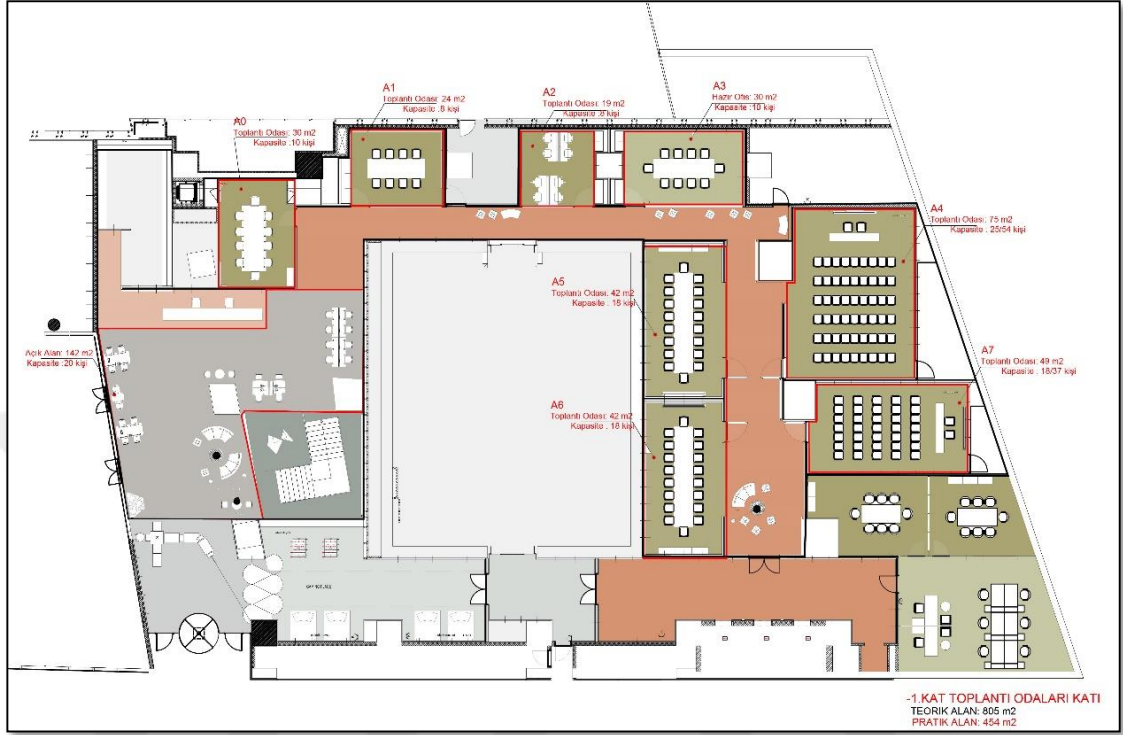 A1
Toplantı Odası: 24 m2
Kapasite :8 kişi
A2
Toplantı Odası: 19 m2
Kapasite :8 kişi
A3
Hazır Ofis: 30 m2
Kapasite :10 kişi
A0
Toplantı Odası: 30 m2
Kapasite :10 kişi
A4
Toplantı Odası: 75 m2
Kapasite : 25/54 kişi
A5
Toplantı Odası: 42 m2
Kapasite : 18 kişi
Açık Alan: 142 m2
Kapasite :20 kişi
A7
Toplantı Odası: 49 m2
Kapasite : 18/37 kişi
A6
Toplantı Odası: 42 m2
Kapasite : 18 kişi
-1.KAT TOPLANTI ODALARI KATI
TEORIK ALAN: 805 m2
PRATIK ALAN: 454 m2